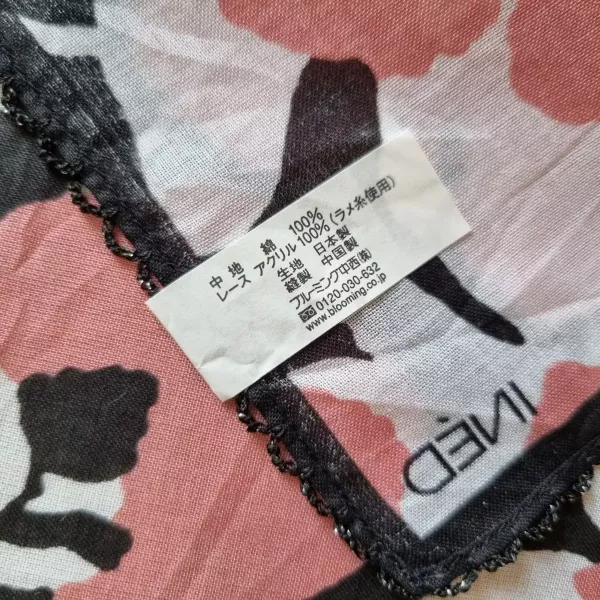 中地 綿 100%
レース アクリル 100% (ラメ糸使用)
生地 日本製
縫製 中国製
ブルーミング中西(株)
0120-030-632
www.blooming.co.jp
INÉD